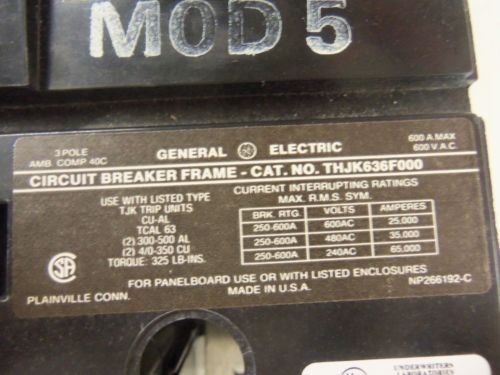 MOD 5
3 POLE
AMB. COMP 40C
GENERAL GE ELECTRIC
600 A.MAX
600 V.A.C.
CIRCUIT BREAKER FRAME - CAT. NO. THJK636F000
USE WITH LISTED TYPE
TJK TRIP UNITS
CU-AL
TCAL 63
(2) 300-500 AL
(2) 4/0-350 CU
TORQUE: 325 LB-INS.
CURRENT INTERRUPTING RATINGS
MAX. R.M.S. SYM.
BRK. RTG. VOLTS AMPERES
250-600A 600AC 25,000
250-600A 480AC 35,000
250-600A 240AC 65,000
SA
FOR PANELBOARD USE OR WITH LISTED ENCLOSURES
PLAINVILLE CONN.
MADE IN U.S.A.
NP266192-C
UNDERWRITERS
LABORATORIES